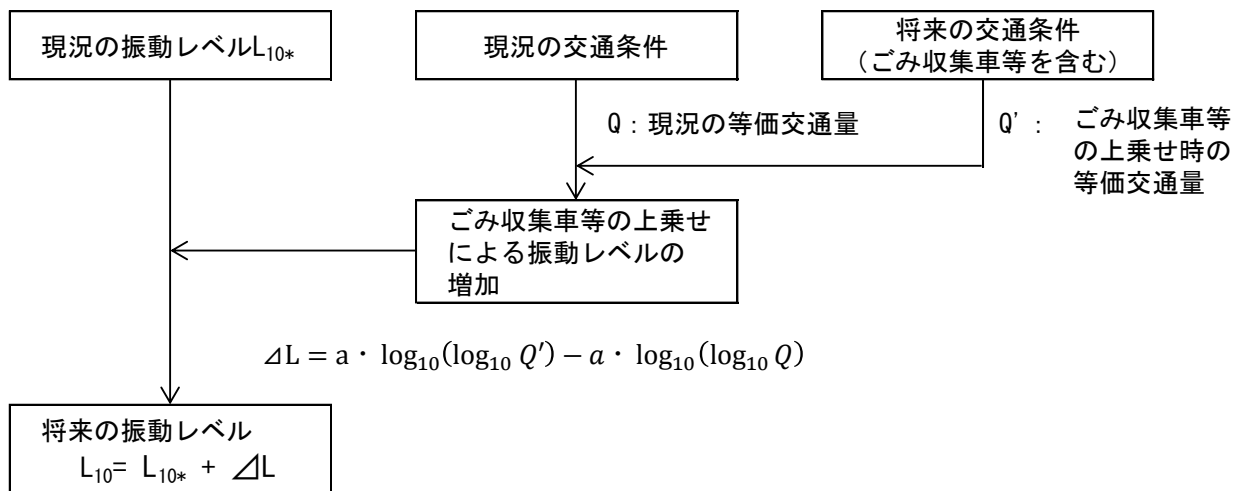 現況の振動レベルL₁₀*
現況の交通条件
将来の交通条件
（ごみ収集車等を含む）
Q：現況の等価交通量
Q'： ごみ収集車等
の上乗せ時の
等価交通量
ごみ収集車等の上乗せ
による振動レベルの
増加
⊿L = a・log₁₀(log₁₀ Q′) − a・log₁₀(log₁₀ Q)
将来の振動レベル
L₁₀= L₁₀* + ⊿L